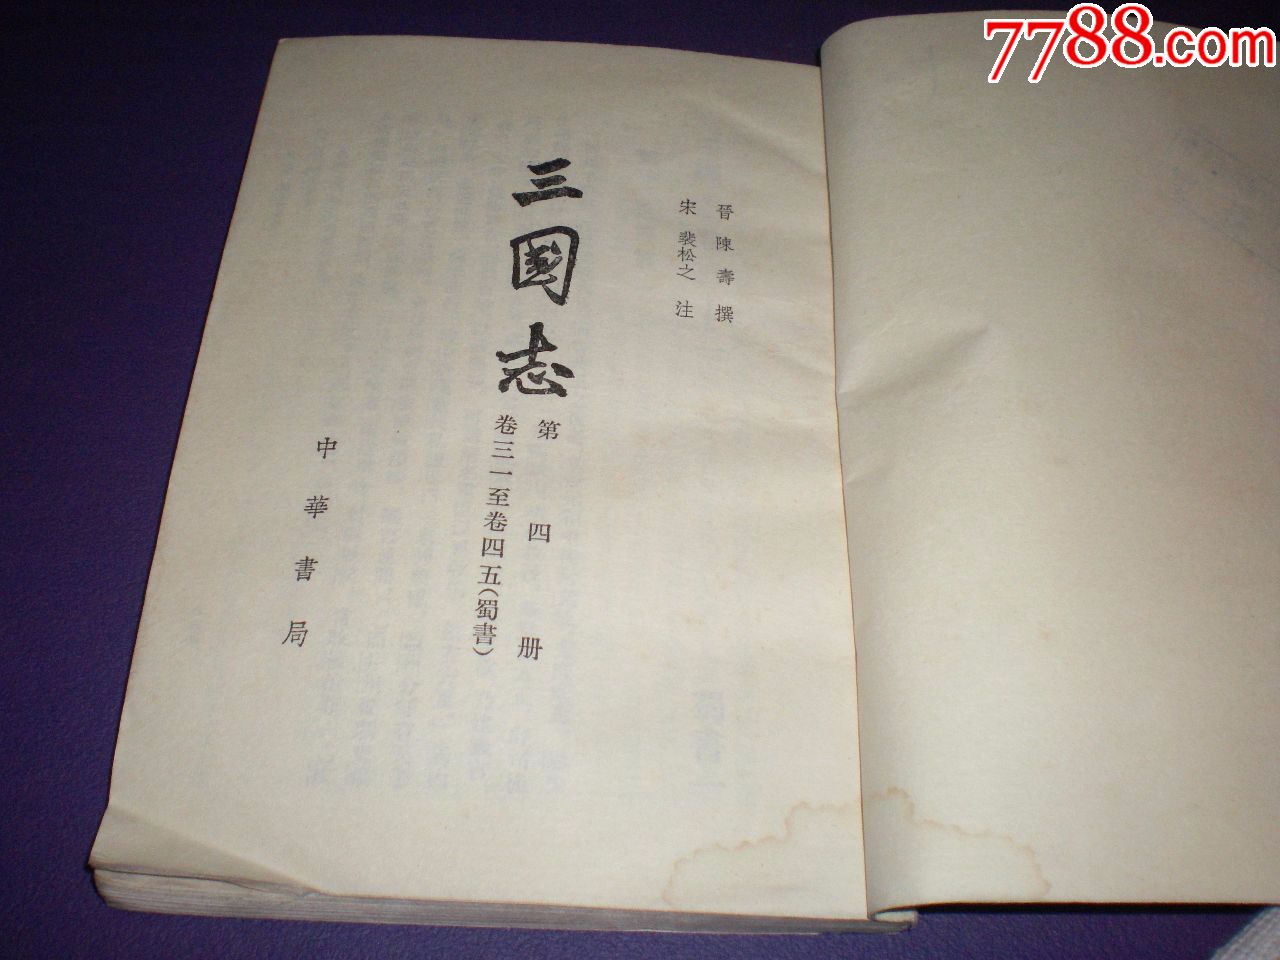 7788.com
晉陳壽撰
宋裴松之注
三國志
第四册
卷三一至卷四五(蜀書)
中華書局